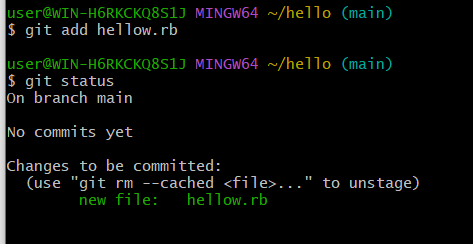 user@WIN-H6RKCKQ8S1J MINGW64 ~/hello (main)
$ git add hellow.rb
user@WIN-H6RKCKQ8S1J MINGW64 ~/hello (main)
$ git status
On branch main
No commits yet
Changes to be committed:
(use "git rm --cached <file>..." to unstage)
new file: hellow.rb